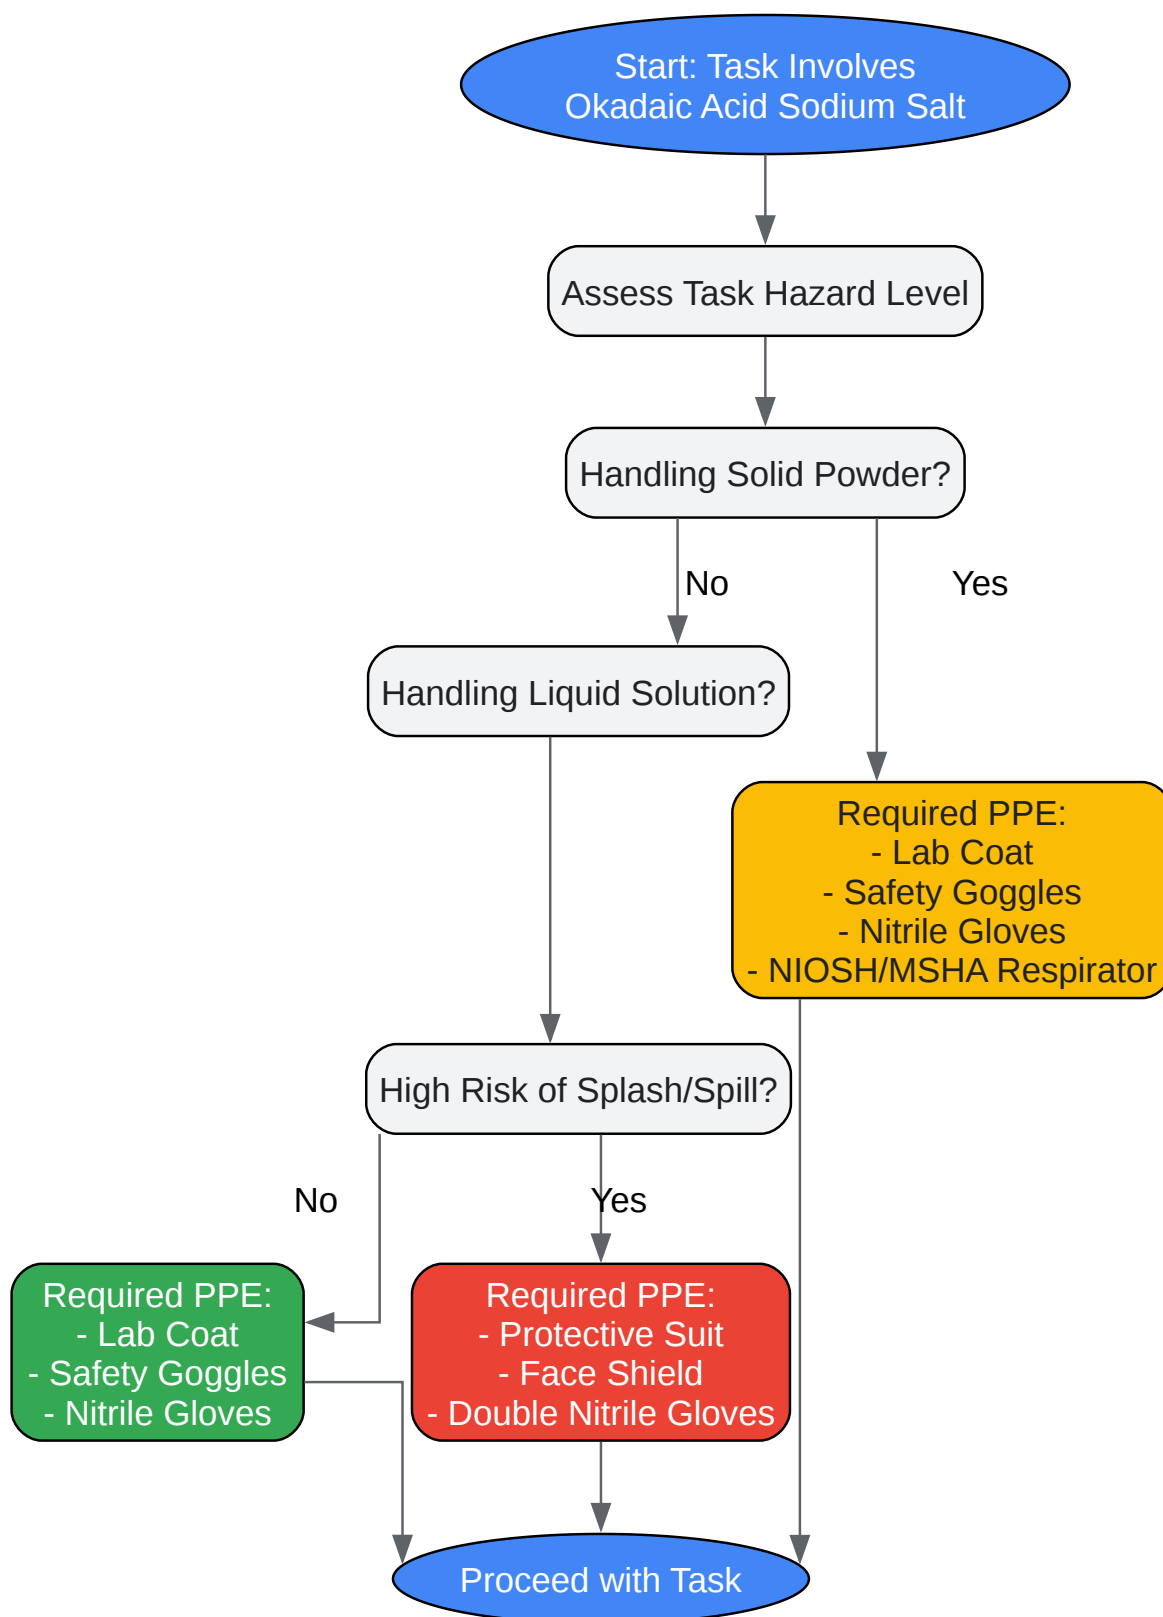 Start: Task Involves
Okadaic Acid Sodium Salt
Assess Task Hazard Level
Handling Solid Powder?
No
Yes
Handling Liquid Solution?
Required PPE:
- Lab Coat
- Safety Goggles
- Nitrile Gloves
- NIOSH/MSHA Respirator
High Risk of Splash/Spill?
No
Yes
Required PPE:
- Lab Coat
- Safety Goggles
- Nitrile Gloves
Required PPE:
- Protective Suit
- Face Shield
- Double Nitrile Gloves
Proceed with Task